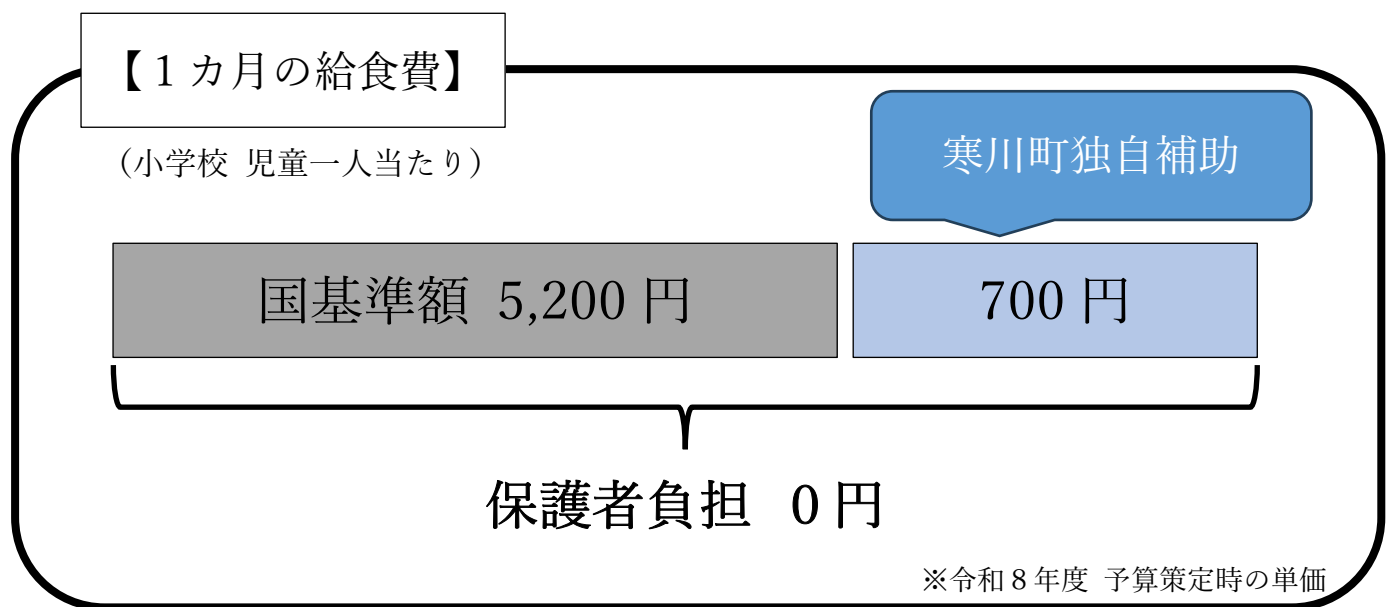 【１カ月の給食費】
（小学校 児童一人当たり）
寒川町独自補助
国基準額 5,200 円
700 円
保護者負担 0 円
※令和８年度 予算策定時の単価